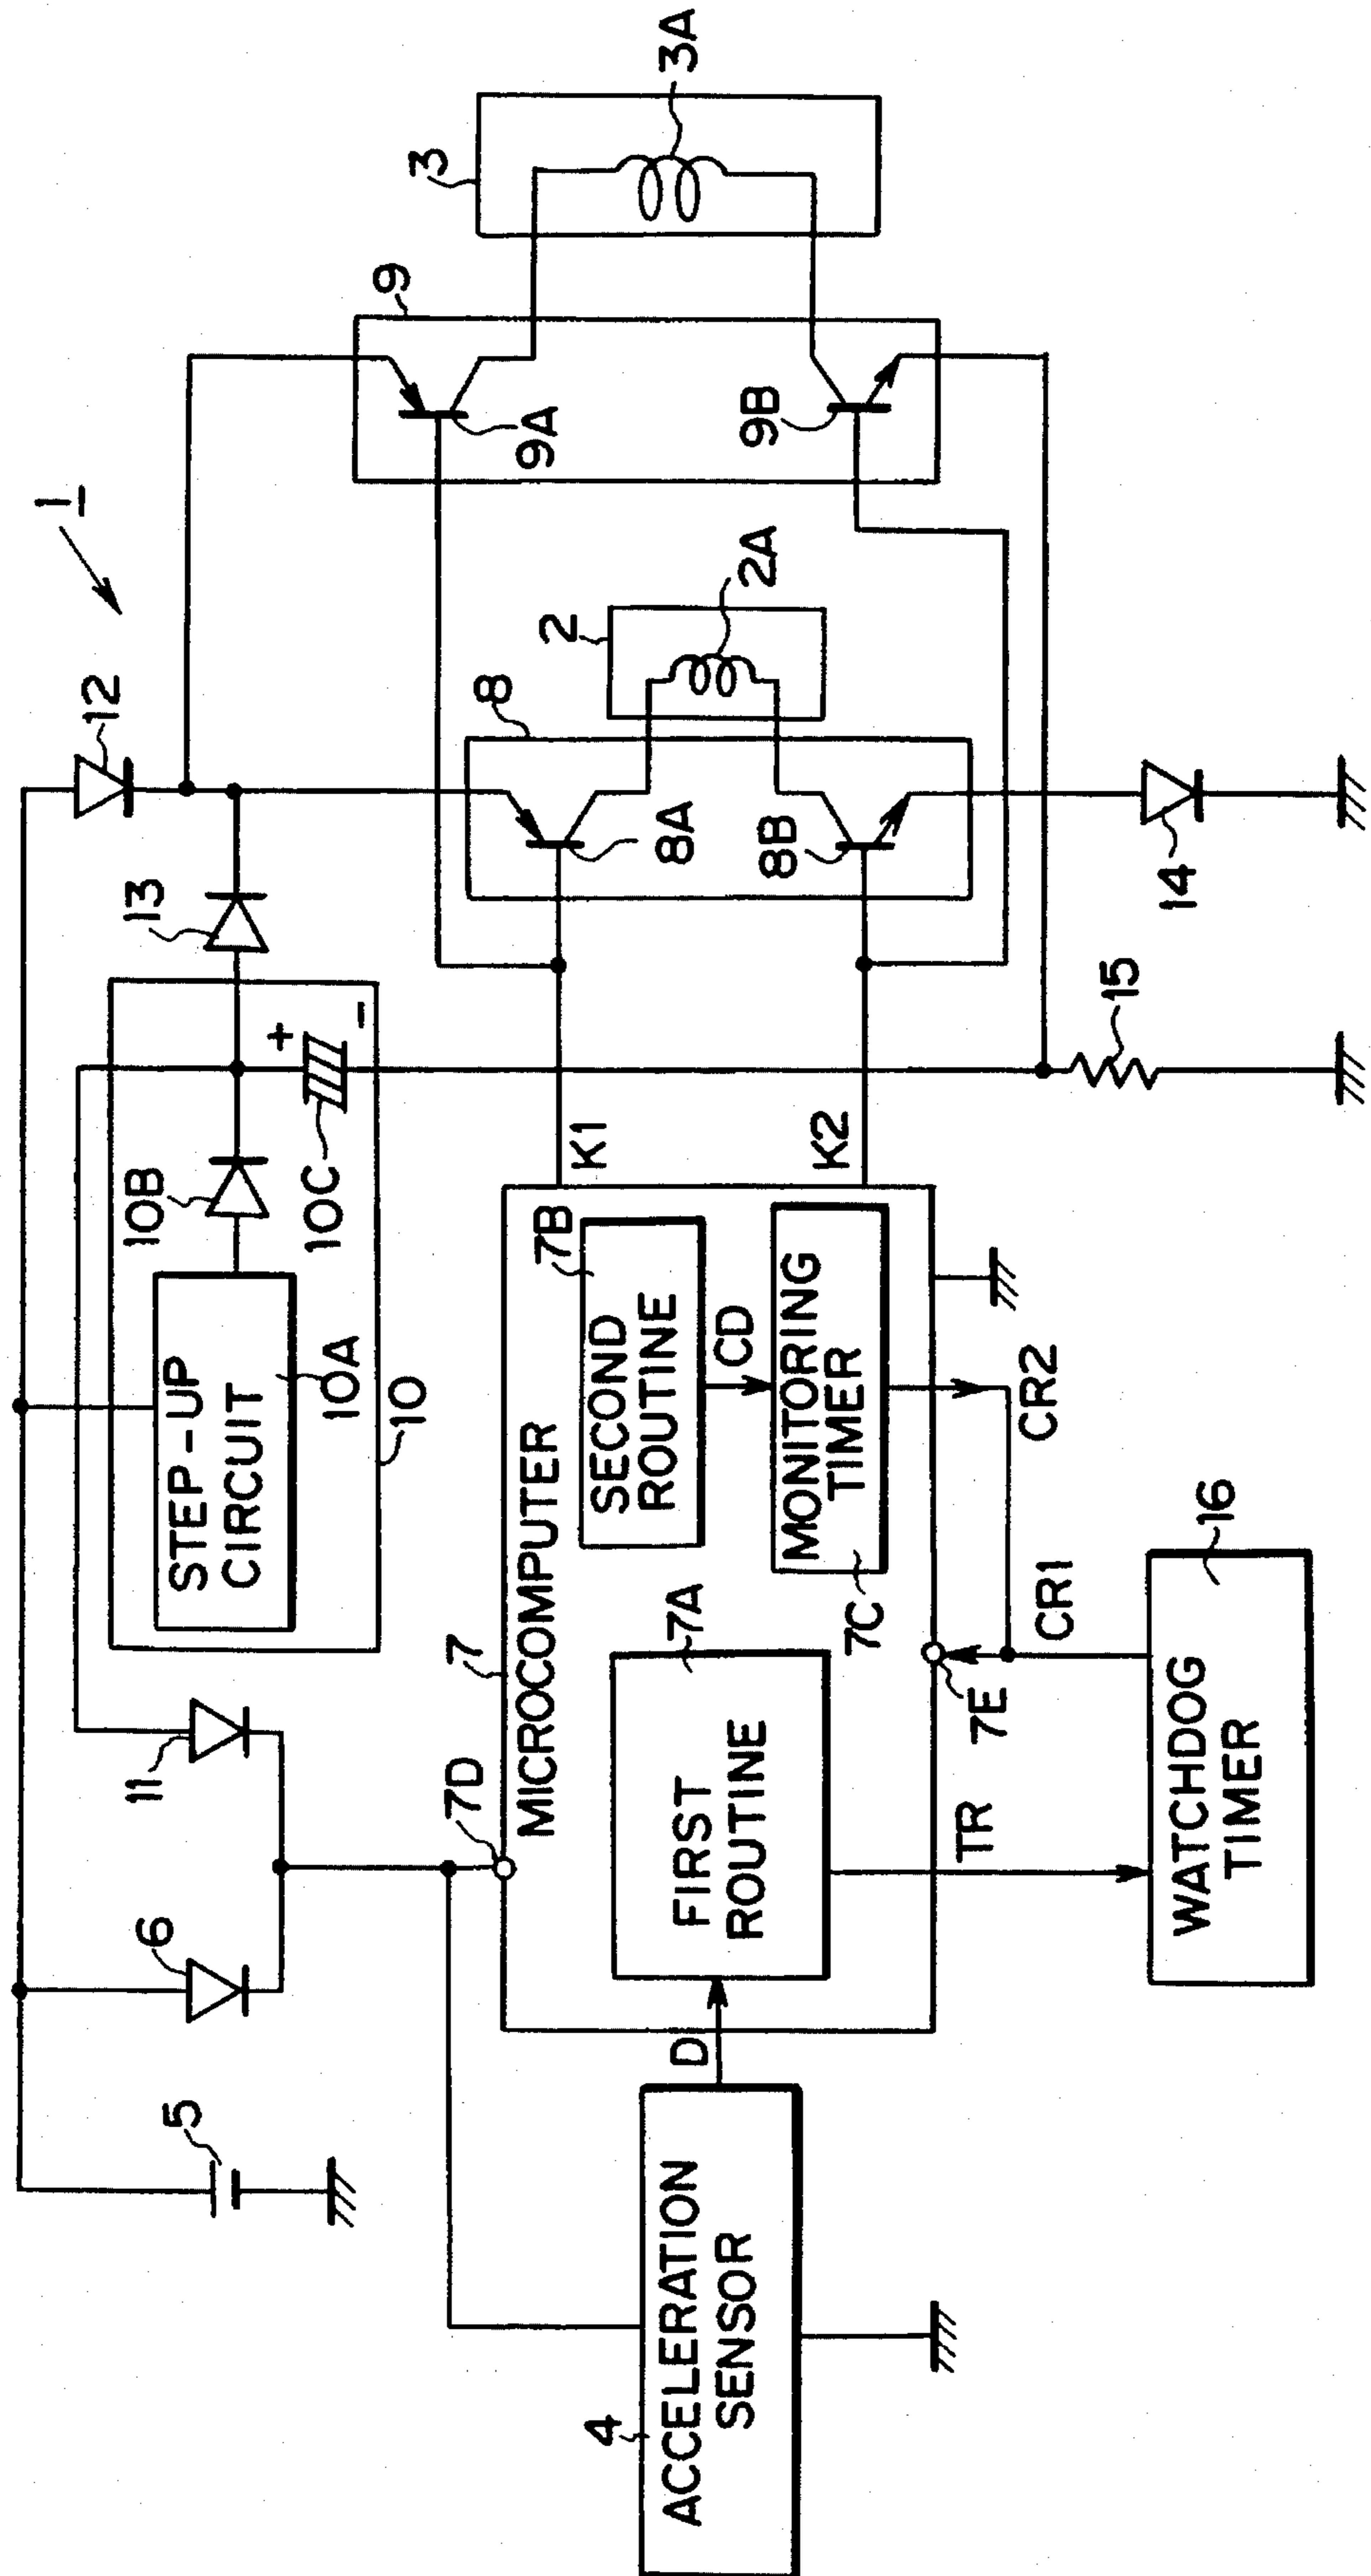 1
5
6
11
STEP-UP
CIRCUIT
10A
10
10B
10C
+
-
13
12
7D
7
MICROCOMPUTER
FIRST
ROUTINE
7A
SECOND
ROUTINE
7B
CD
MONITORING
TIMER
7C
7E
K1
K2
8
8A
8B
2
2A
9
9A
9B
3
3A
4
ACCELERATION
SENSOR
D
TR
CR1
CR2
WATCHDOG
TIMER
16
15
14